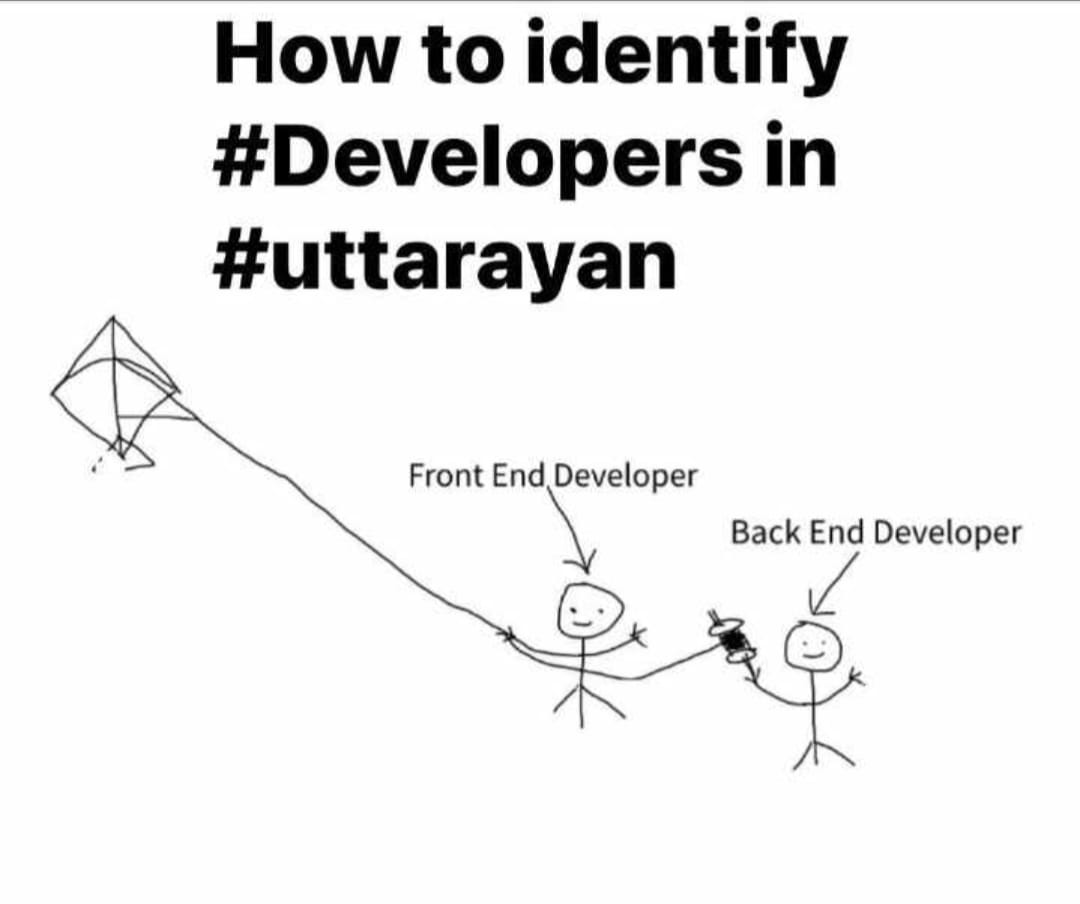 How to identify
#Developers in
#uttarayan
Front End Developer
Back End Developer